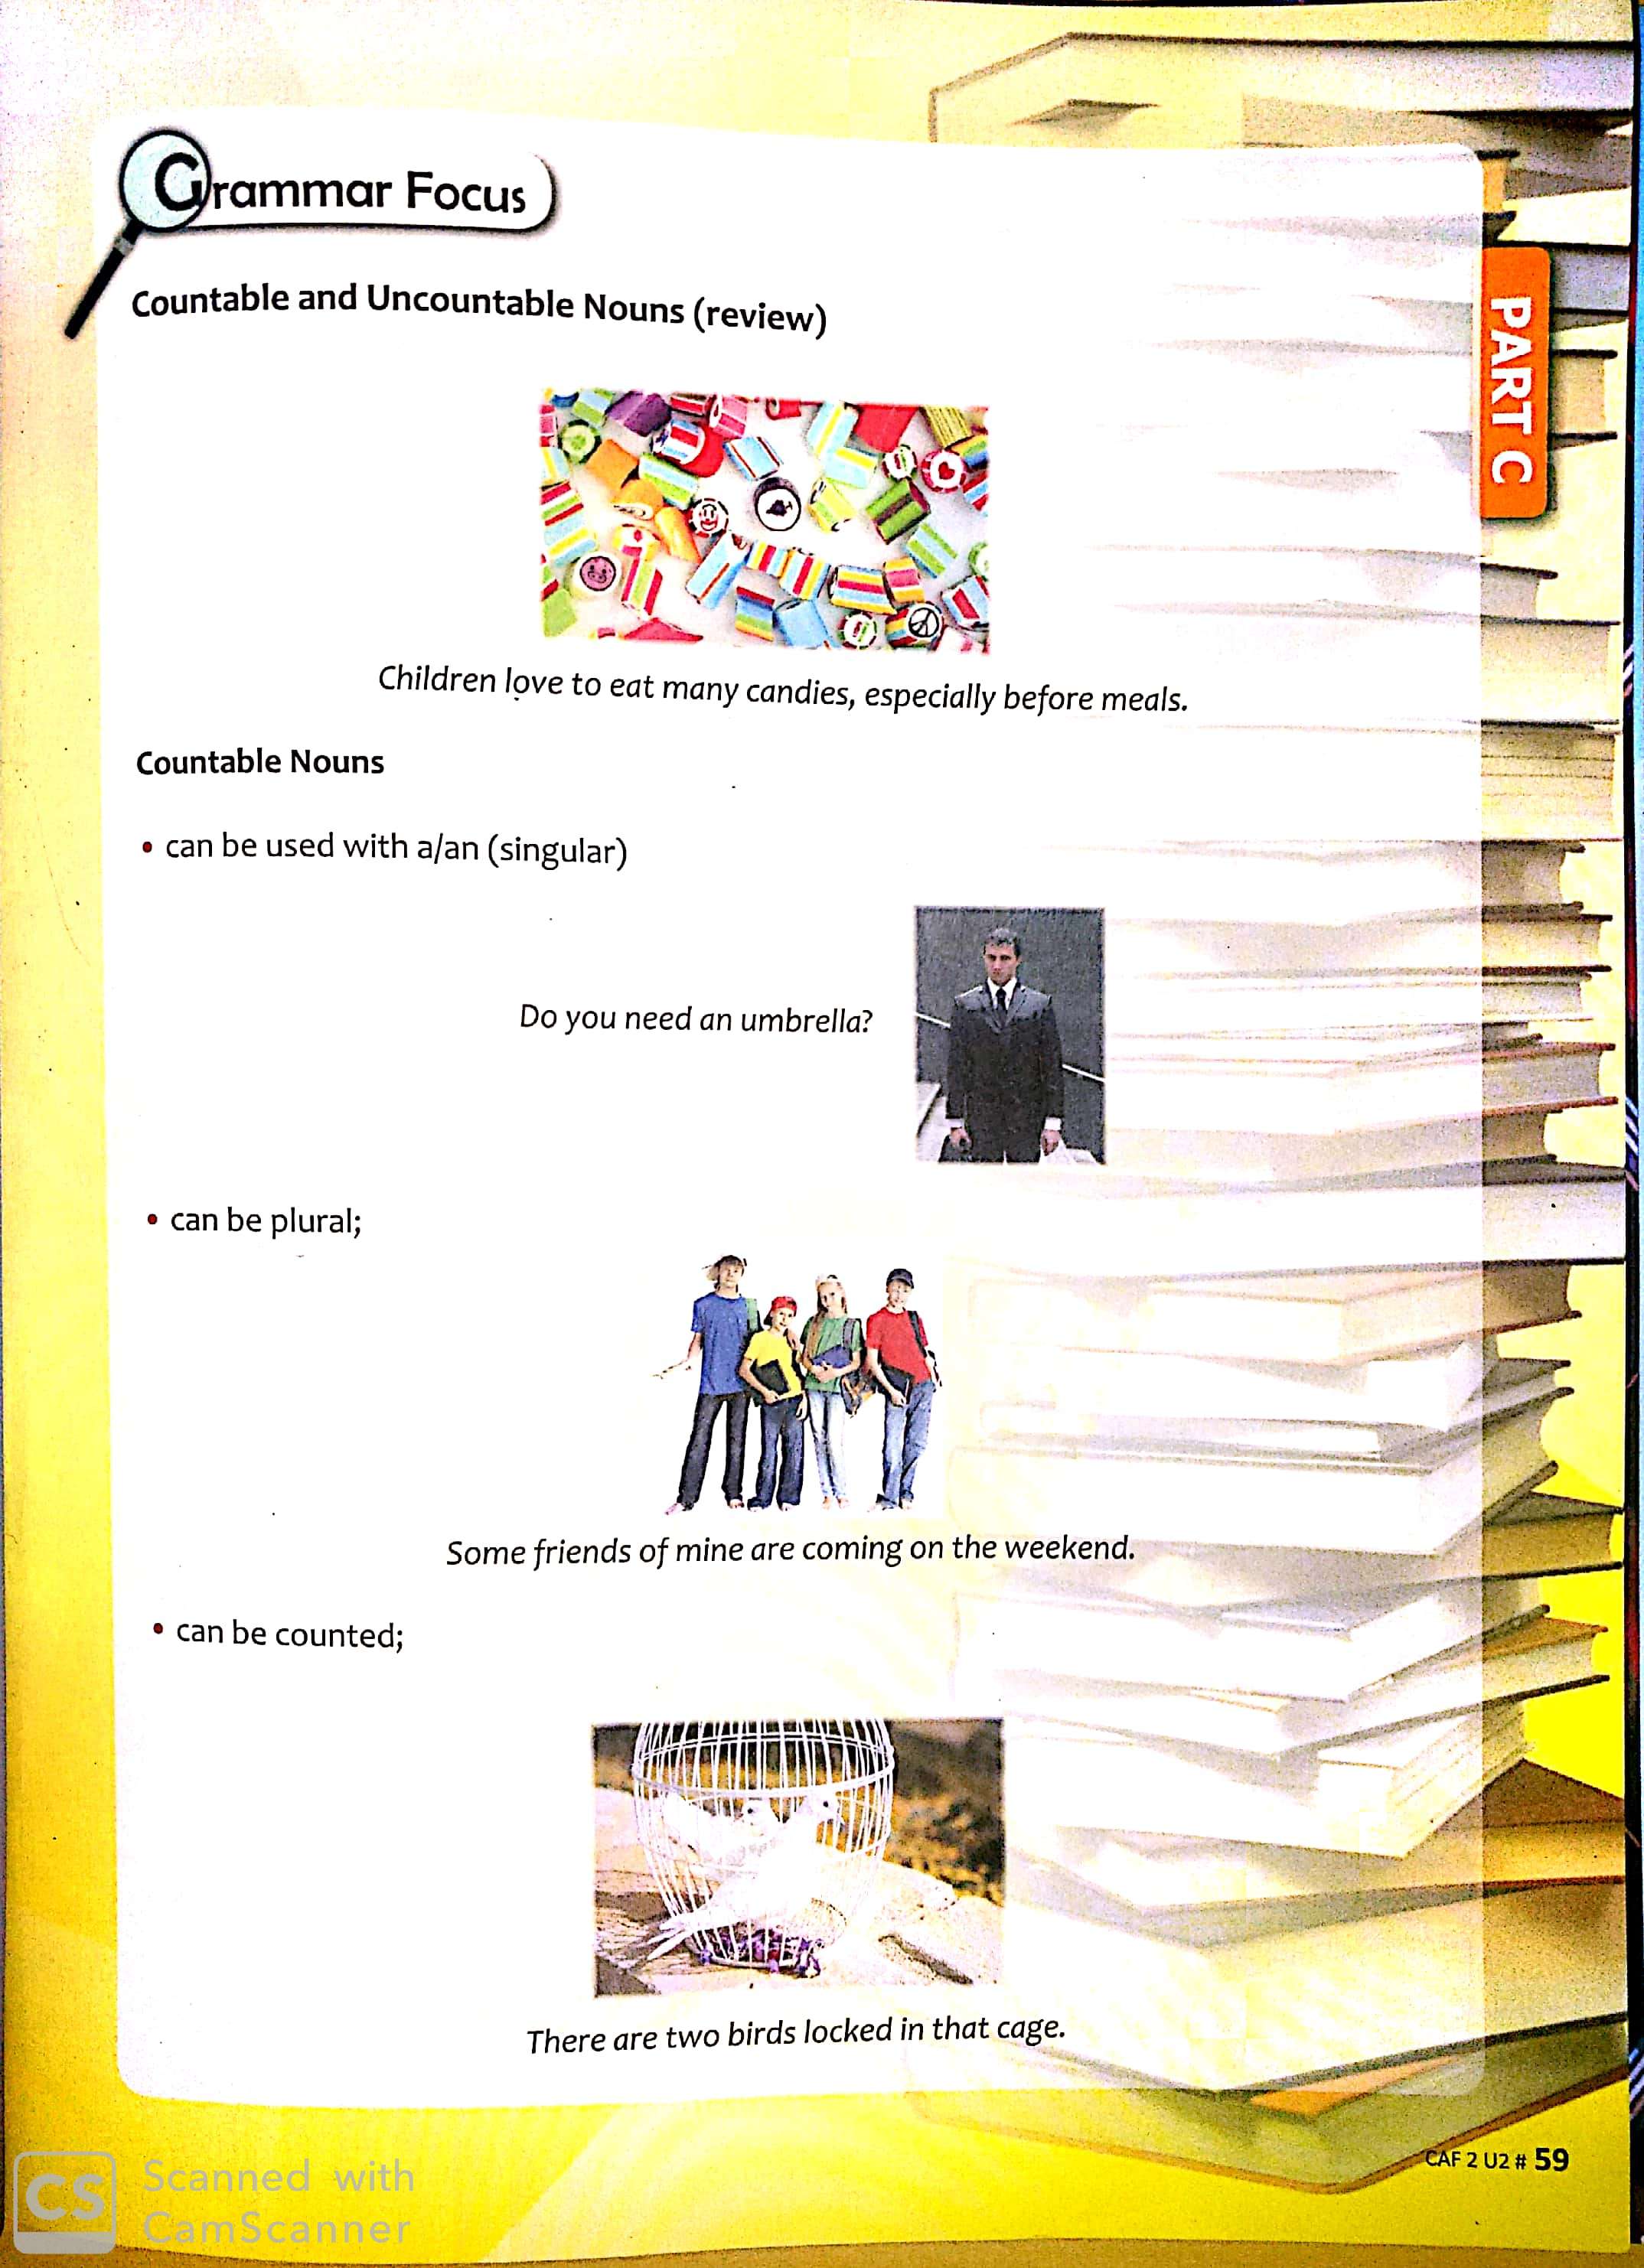 Grammar Focus
Countable and Uncountable Nouns (review)
PART C
Children love to eat many candies, especially before meals.
Countable Nouns
• can be used with a/an (singular)
Do you need an umbrella?
• can be plural;
Some friends of mine are coming on the weekend.
• can be counted;
There are two birds locked in that cage.
CAF 2 U2 # 59
CS Scanned with
CamScanner